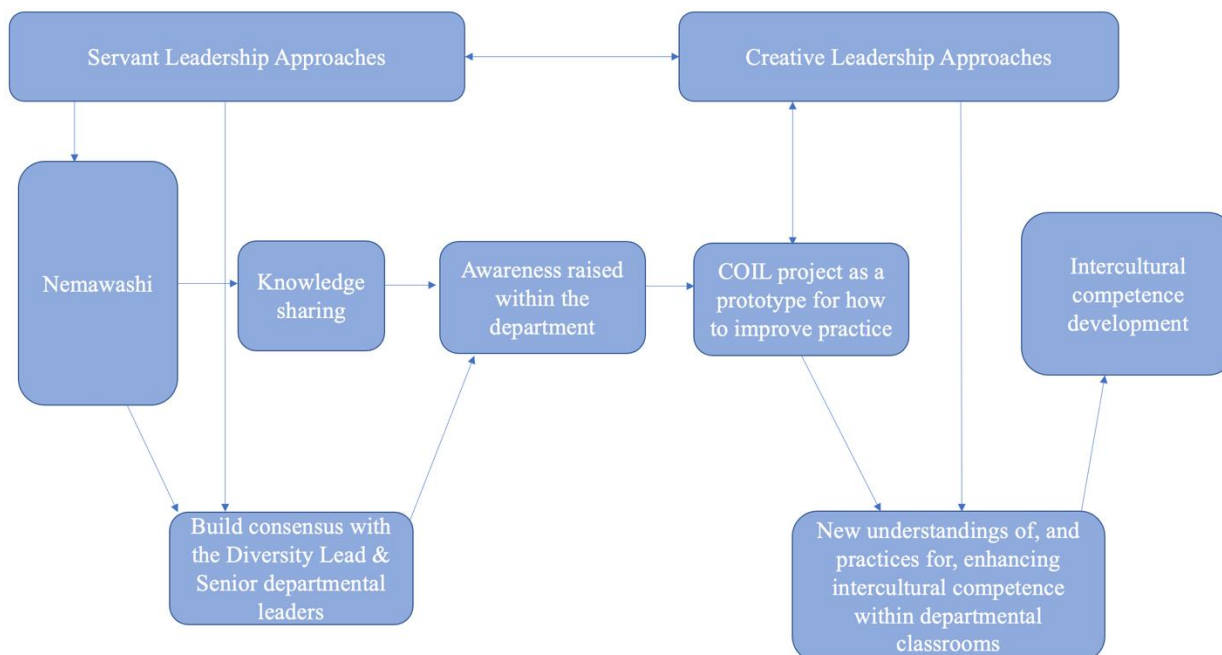 Servant Leadership Approaches
Creative Leadership Approaches
Nemawashi
Knowledge
sharing
Awareness raised
within the
department
COIL project as a
prototype for how
to improve practice
Intercultural
competence
development
Build consensus with
the Diversity Lead &
Senior departmental
leaders
New understandings of, and
practices for, enhancing
intercultural competence
within departmental
classrooms